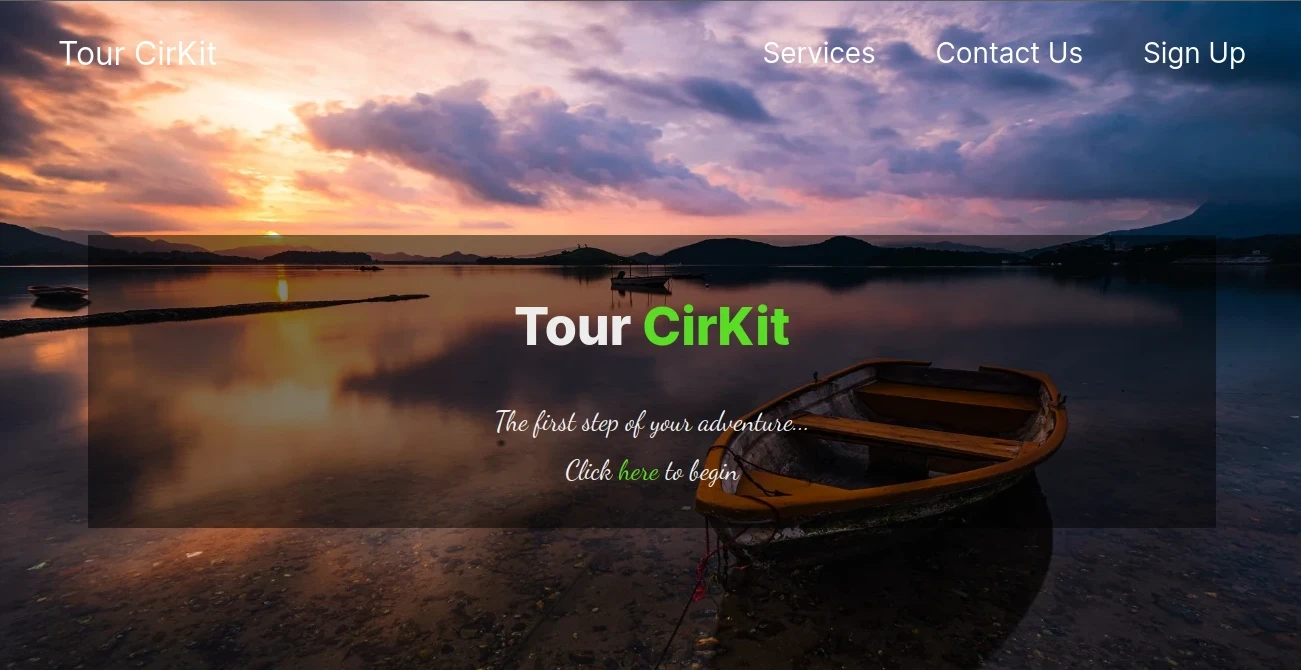 Tour CirKit
Services
Contact Us
Sign Up
Tour CirKit
The first step of your adventure...
Click here to begin